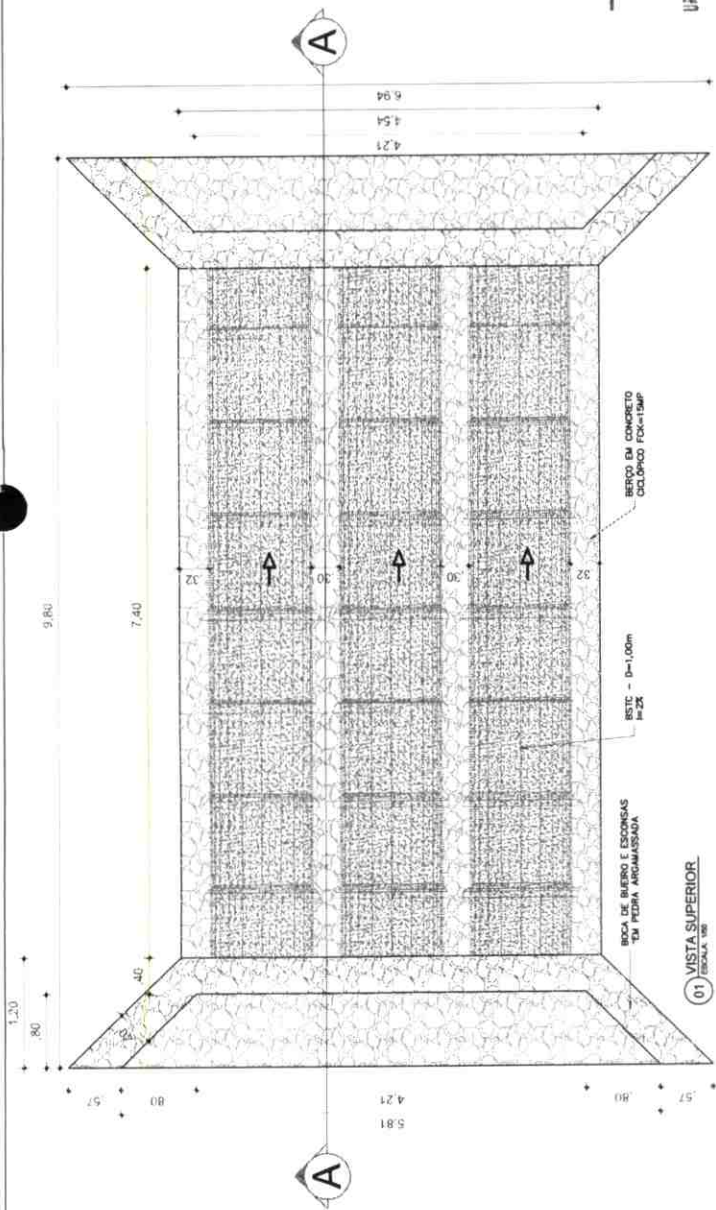 A
A
9,80
7,40
1,20
,80
,40
6,94
4,54
4,21
,57
,80
4,21
5,81
,80
,57
,32
,30
,30
,32
BERÇO EM CONCRETO
CICLÓPICO FCK=15MP
BSTC - D=1,00m
I=2%
BOCA DE BUEIRO E ESCONSAS
EM PEDRA ARGAMASSADA
01 VISTA SUPERIOR
ESCALA